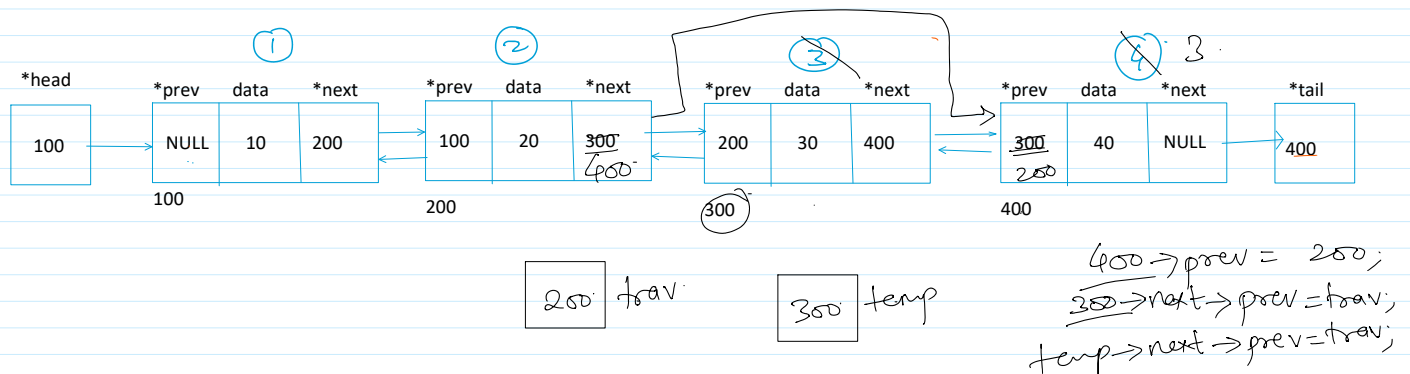 1 2 3 4 3
*head *prev data *next *prev data *next *prev data *next *prev data *next *tail
100 NULL 10 200 100 20 300 200 30 400 300 40 NULL 400
400 200
100 200 300 400
400->prev = 200;
200 trav 300 temp 300->next->prev=trav;
temp->next->prev=trav;